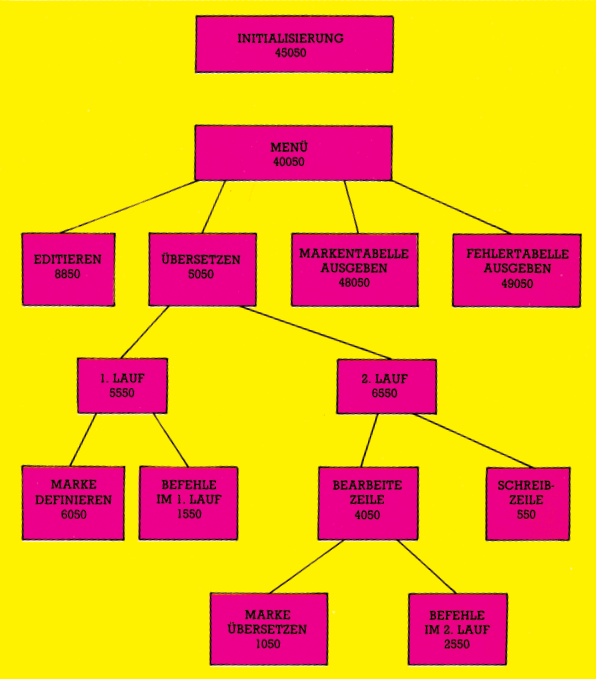 INITIALISIERUNG
45050
MENÜ
40050
EDITIEREN
8850
ÜBERSETZEN
5050
MARKENTABELLE
AUSGEBEN
48050
FEHLERTABELLE
AUSGEBEN
49050
1. LAUF
5550
2. LAUF
6550
MARKE
DEFINIEREN
6050
BEFEHLE
IM 1. LAUF
1550
BEARBEITE
ZEILE
4050
SCHREIB-
ZEILE
550
MARKE
ÜBERSETZEN
1050
BEFEHLE
IM 2. LAUF
2550